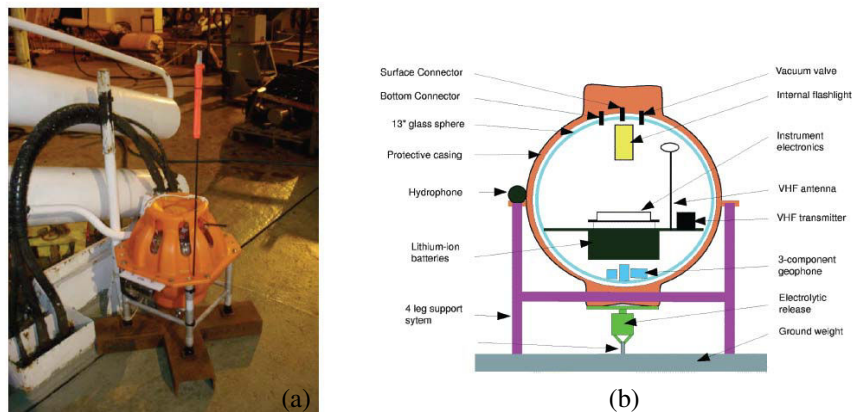 (a)
Surface Connector
Bottom Connector
13" glass sphere
Protective casing
Hydrophone
Lithium-ion
batteries
4 leg support
sytem
Vacuum valve
Internal flashlight
Instrument
electronics
VHF antenna
VHF transmitter
3-component
geophone
Electrolytic
release
Ground weight
(b)